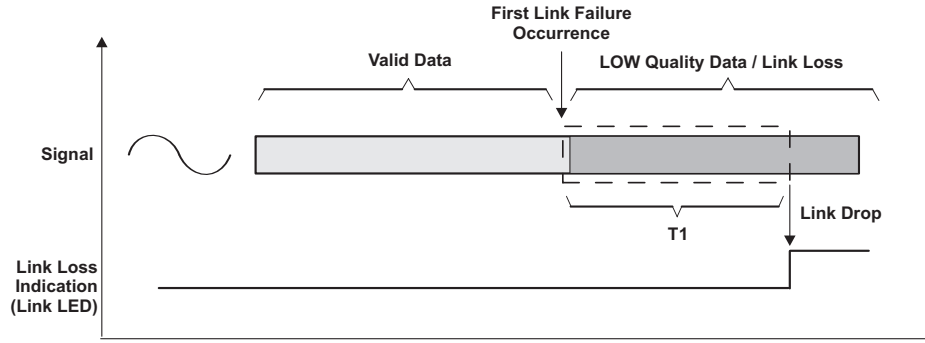 First Link Failure
Occurrence
Valid Data
LOW Quality Data / Link Loss
Signal
T1
Link Drop
Link Loss
Indication
(Link LED)